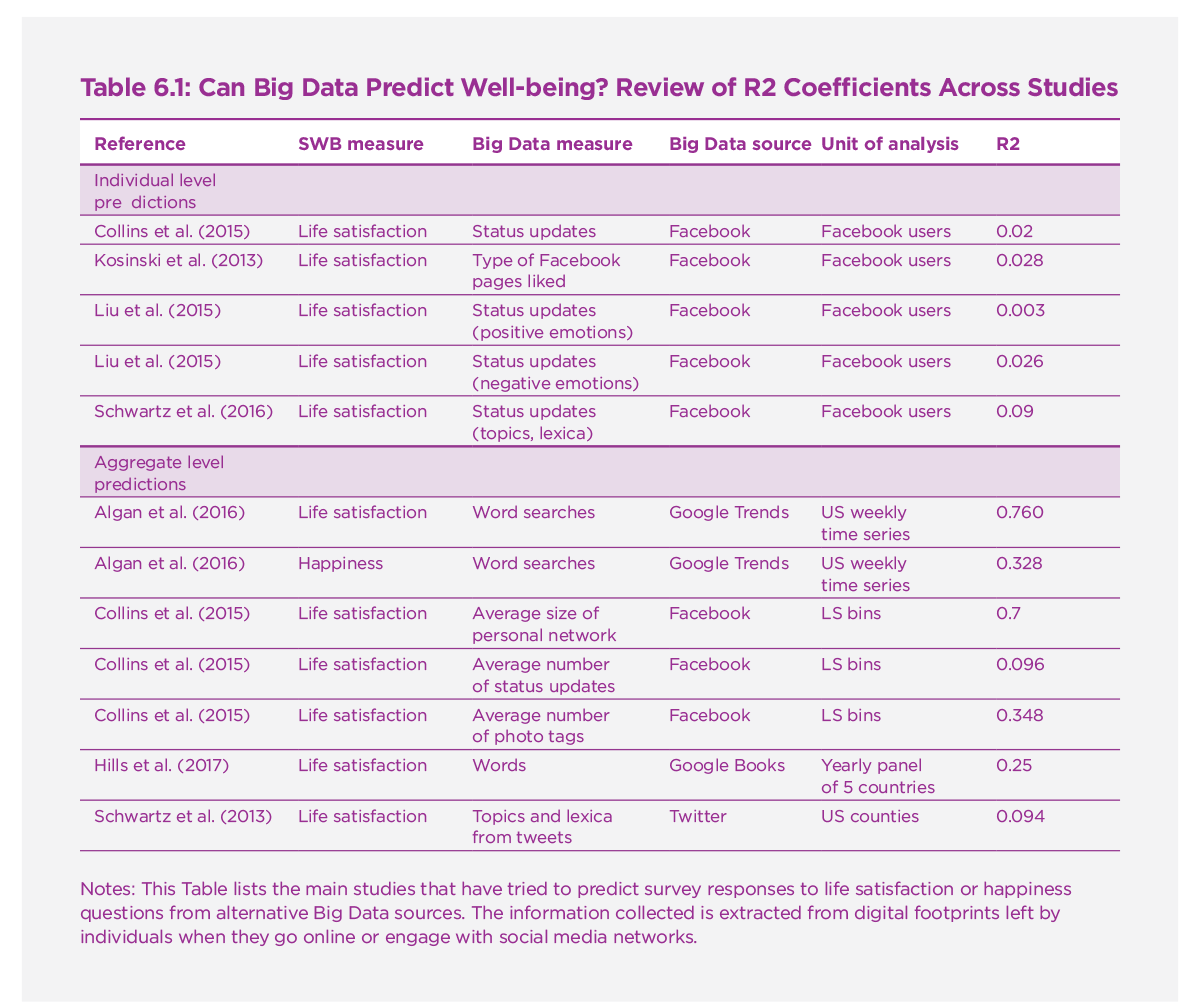 Table 6.1: Can Big Data Predict Well-being? Review of R2 Coefficients Across Studies
Reference SWB measure Big Data measure Big Data source Unit of analysis R2
Individual level
pre dictions
Collins et al. (2015) Life satisfaction Status updates Facebook Facebook users 0.02
Kosinski et al. (2013) Life satisfaction Type of Facebook Facebook Facebook users 0.028
pages liked
Liu et al. (2015) Life satisfaction Status updates Facebook Facebook users 0.003
(positive emotions)
Liu et al. (2015) Life satisfaction Status updates Facebook Facebook users 0.026
(negative emotions)
Schwartz et al. (2016) Life satisfaction Status updates Facebook Facebook users 0.09
(topics, lexica)
Aggregate level
predictions
Algan et al. (2016) Life satisfaction Word searches Google Trends US weekly 0.760
time series
Algan et al. (2016) Happiness Word searches Google Trends US weekly 0.328
time series
Collins et al. (2015) Life satisfaction Average size of Facebook LS bins 0.7
personal network
Collins et al. (2015) Life satisfaction Average number Facebook LS bins 0.096
of status updates
Collins et al. (2015) Life satisfaction Average number Facebook LS bins 0.348
of photo tags
Hills et al. (2017) Life satisfaction Words Google Books Yearly panel 0.25
of 5 countries
Schwartz et al. (2013) Life satisfaction Topics and lexica Twitter US counties 0.094
from tweets
Notes: This Table lists the main studies that have tried to predict survey responses to life satisfaction or happiness
questions from alternative Big Data sources. The information collected is extracted from digital footprints left by
individuals when they go online or engage with social media networks.